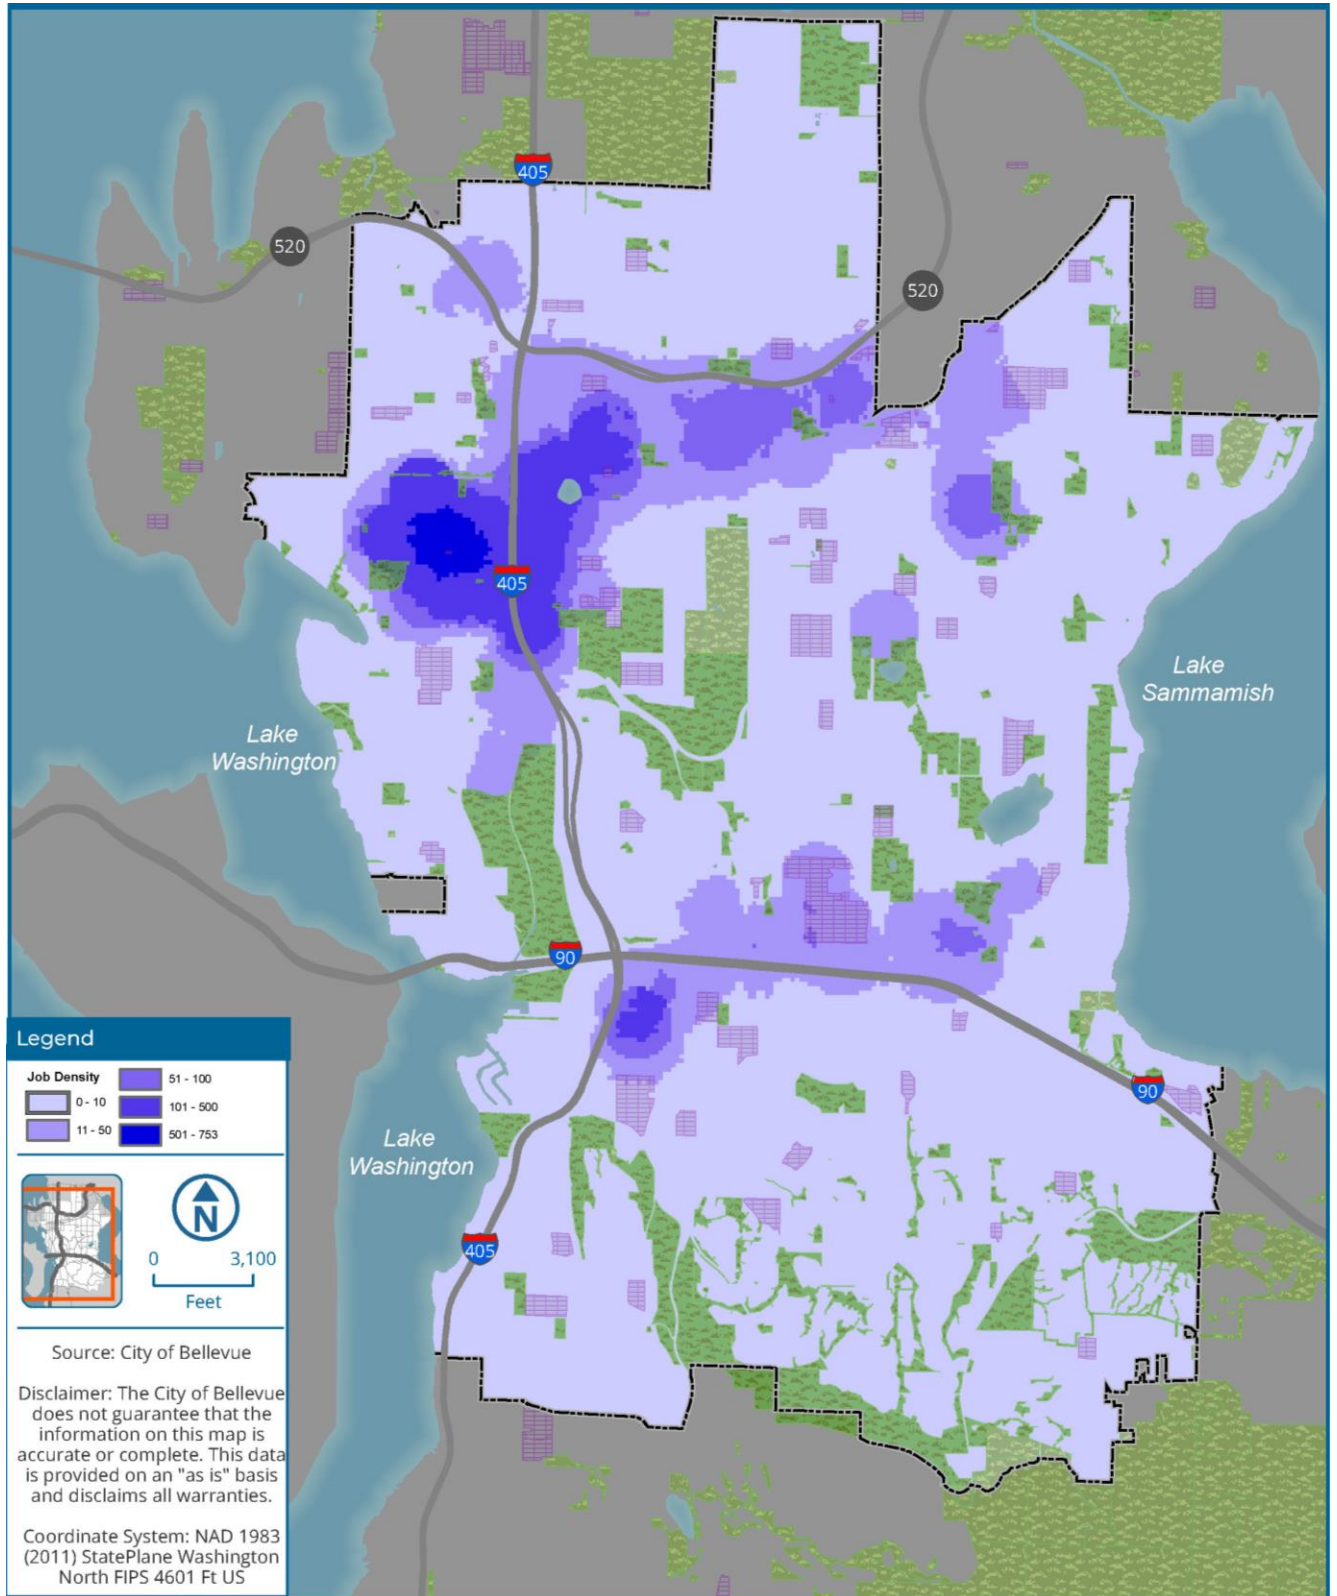 405
520
520
405
Lake
Sammamish
Lake
Washington
90
Legend
Job Density
0 - 10
11 - 50
51 - 100
101 - 500
501 - 753
90
Lake
Washington
N
0 3,100
Feet
405
Source: City of Bellevue
Disclaimer: The City of Bellevue
does not guarantee that the
information on this map is
accurate or complete. This data
is provided on an "as is" basis
and disclaims all warranties.
Coordinate System: NAD 1983
(2011) StatePlane Washington
North FIPS 4601 Ft US